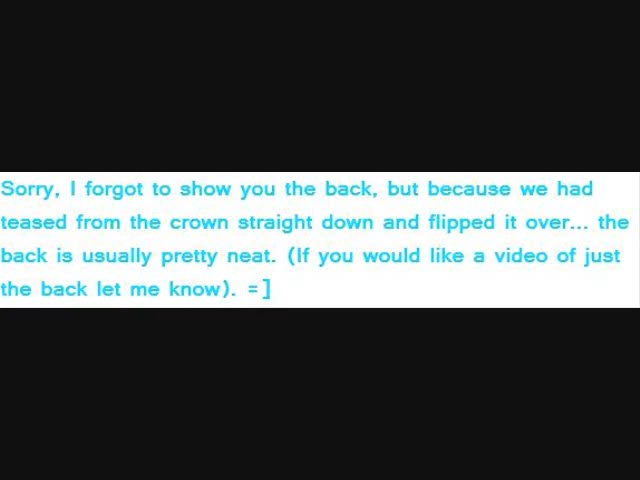 Sorry, I forgot to show you the back, but because we had
teased from the crown straight down and flipped it over... the
back is usually pretty neat. (If you would like a video of just
the back let me know). =]